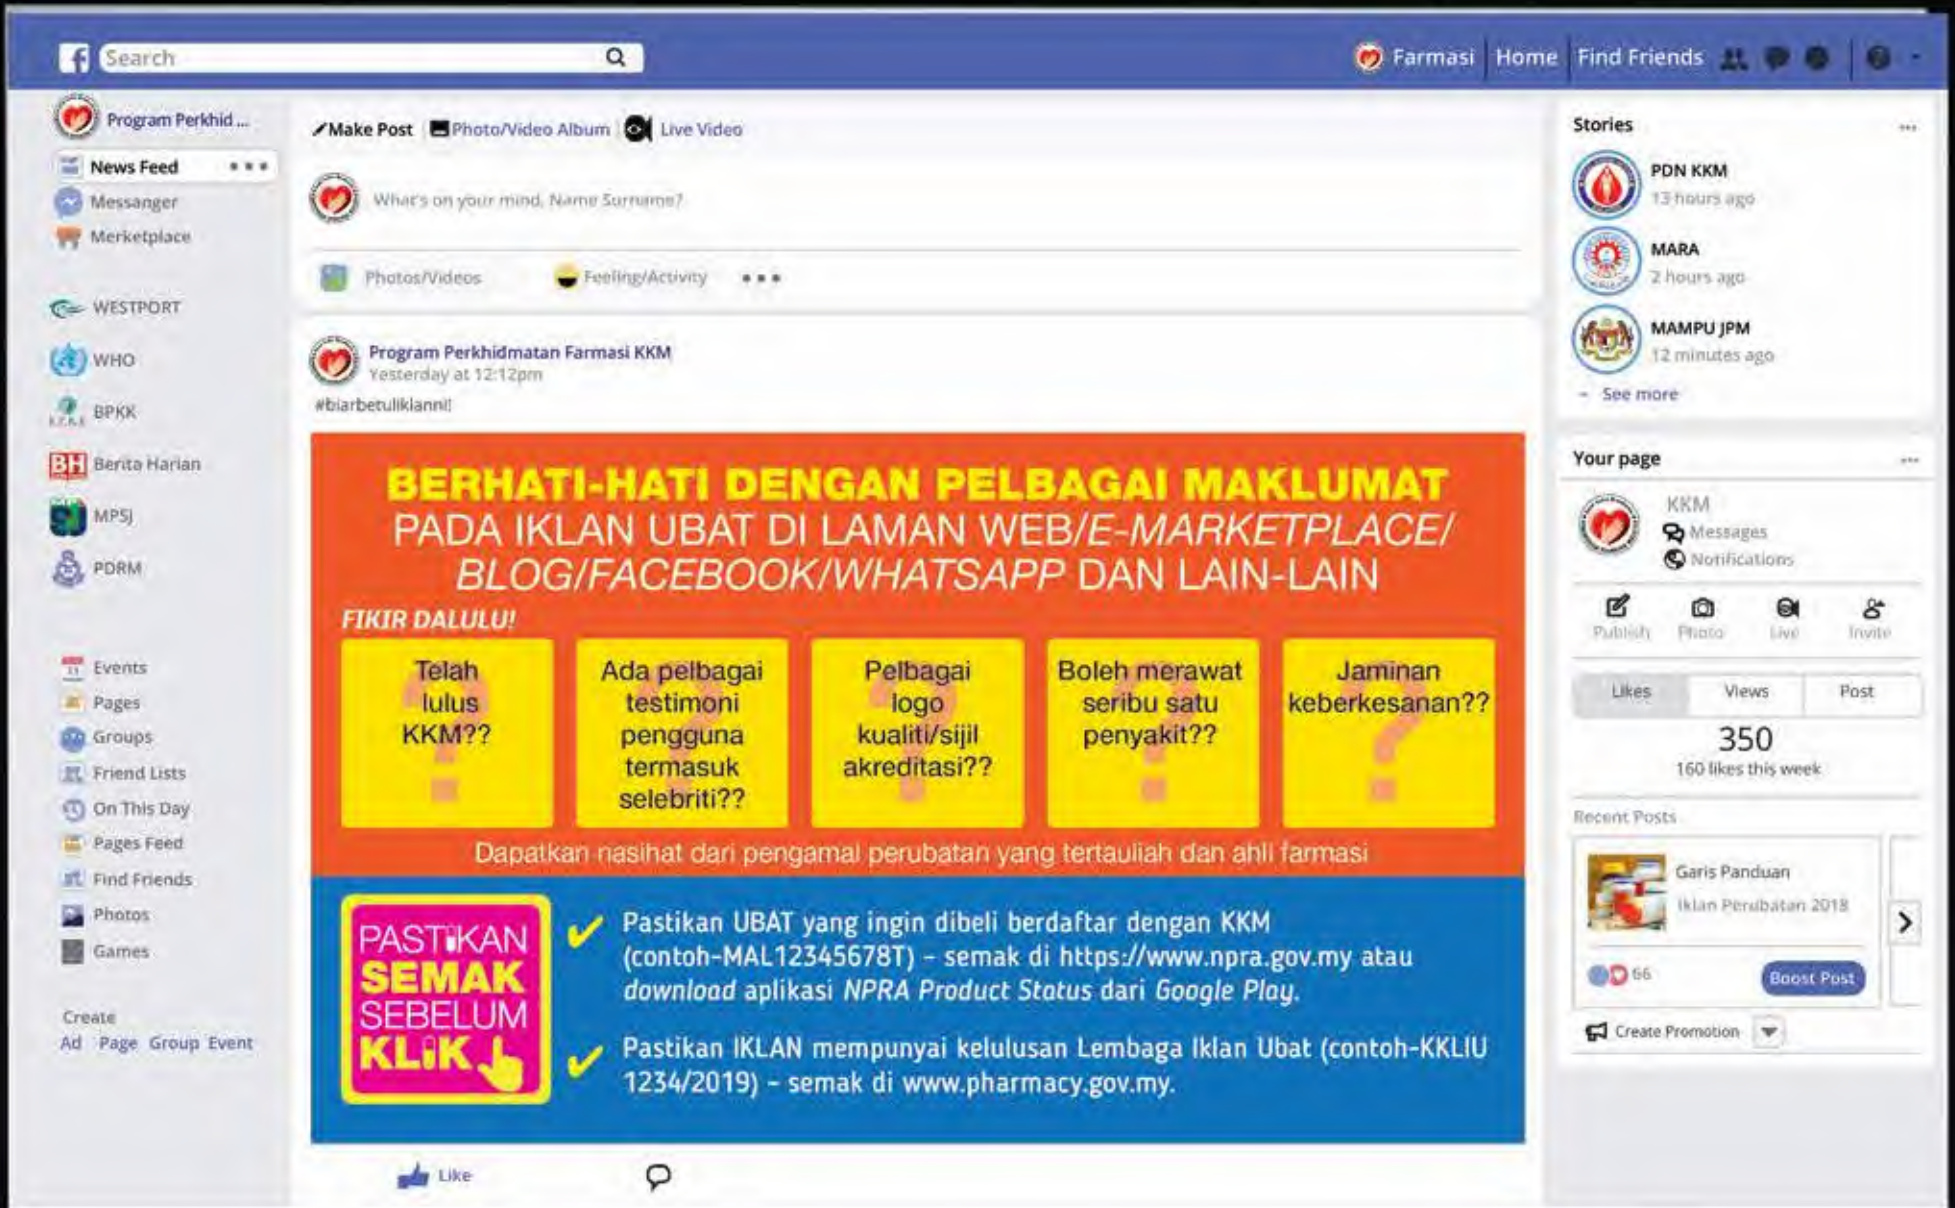 Search
Farmasi
Home
Find Friends
Program Perkhid ...
News Feed
Messanger
Merketplace
WESTPORT
WHO
BPKK
BH Berita Harian
MPSJ
PDRM
Events
Pages
Groups
Friend Lists
On This Day
Pages Feed
Find Friends
Photos
Games
Create
Ad Page Group Event
Make Post Photo/Video Album Live Video
What's on your mind, Name Surname?
Photos/Videos Feeling/Activity
Program Perkhidmatan Farmasi KKM
Yesterday at 12:12pm
#biarbetuliklanni!
BERHATI-HATI DENGAN PELBAGAI MAKLUMAT
PADA IKLAN UBAT DI LAMAN WEB/E-MARKETPLACE/
BLOG/FACEBOOK/WHATSAPP DAN LAIN-LAIN
FIKIR DALULU!
Telah
lulus
KKM??
Ada pelbagai
testimoni
pengguna
termasuk
selebriti??
Pelbagai
logo
kualiti/sijil
akreditasi??
Boleh merawat
seribu satu
penyakit??
Jaminan
keberkesanan??
Dapatkan nasihat dari pengamal perubatan yang tertauliah dan ahli farmasi
PASTiKAN
SEMAK
SEBELUM
KLiK
Pastikan UBAT yang ingin dibeli berdaftar dengan KKM
(contoh-MAL12345678T) – semak di https://www.npra.gov.my atau
download aplikasi NPRA Product Status dari Google Play.
Pastikan IKLAN mempunyai kelulusan Lembaga Iklan Ubat (contoh-KKLIU
1234/2019) – semak di www.pharmacy.gov.my.
Like
Stories
PDN KKM
13 hours ago
MARA
2 hours ago
MAMPU JPM
12 minutes ago
See more
Your page
KKM
Messages
Notifications
Publish Photo Live Invite
Likes Views Post
350
160 likes this week
Recent Posts
Garis Panduan
Iklan Perubatan 2018
66
Boost Post
Create Promotion